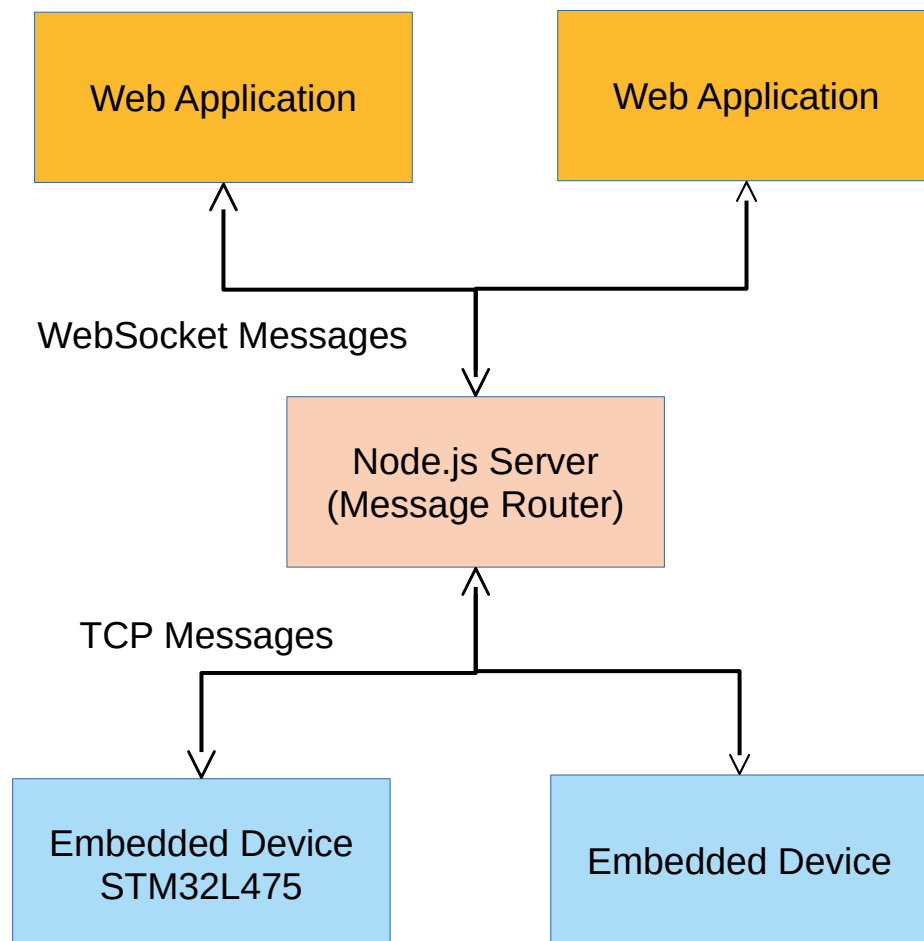 Web Application
Web Application
WebSocket Messages
Node.js Server
(Message Router)
TCP Messages
Embedded Device
STM32L475
Embedded Device